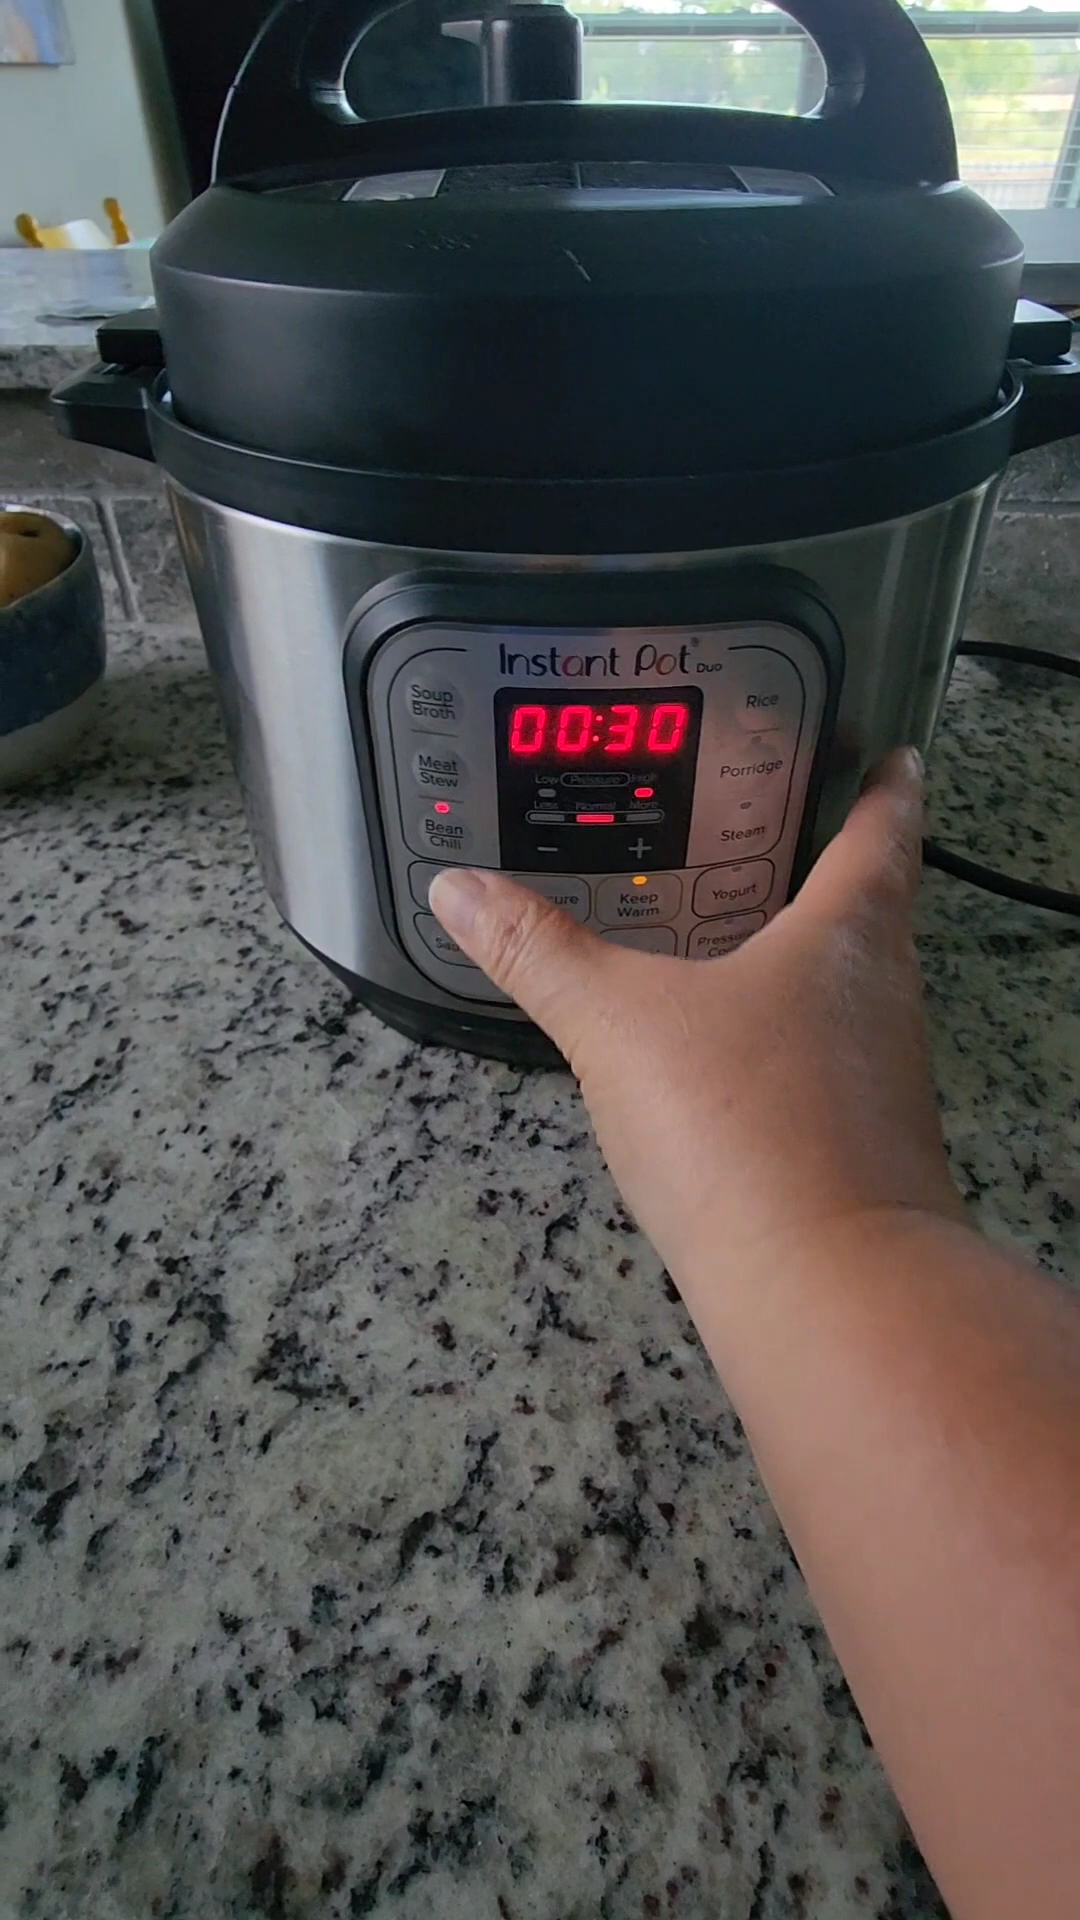 Instant Pot® Duo
Soup
Broth
00:30
Rice
Meat
Stew
Low Pressure High
Porridge
Less Normal More
Bean
Chili
Steam
− +
Keep
Warm
Yogurt